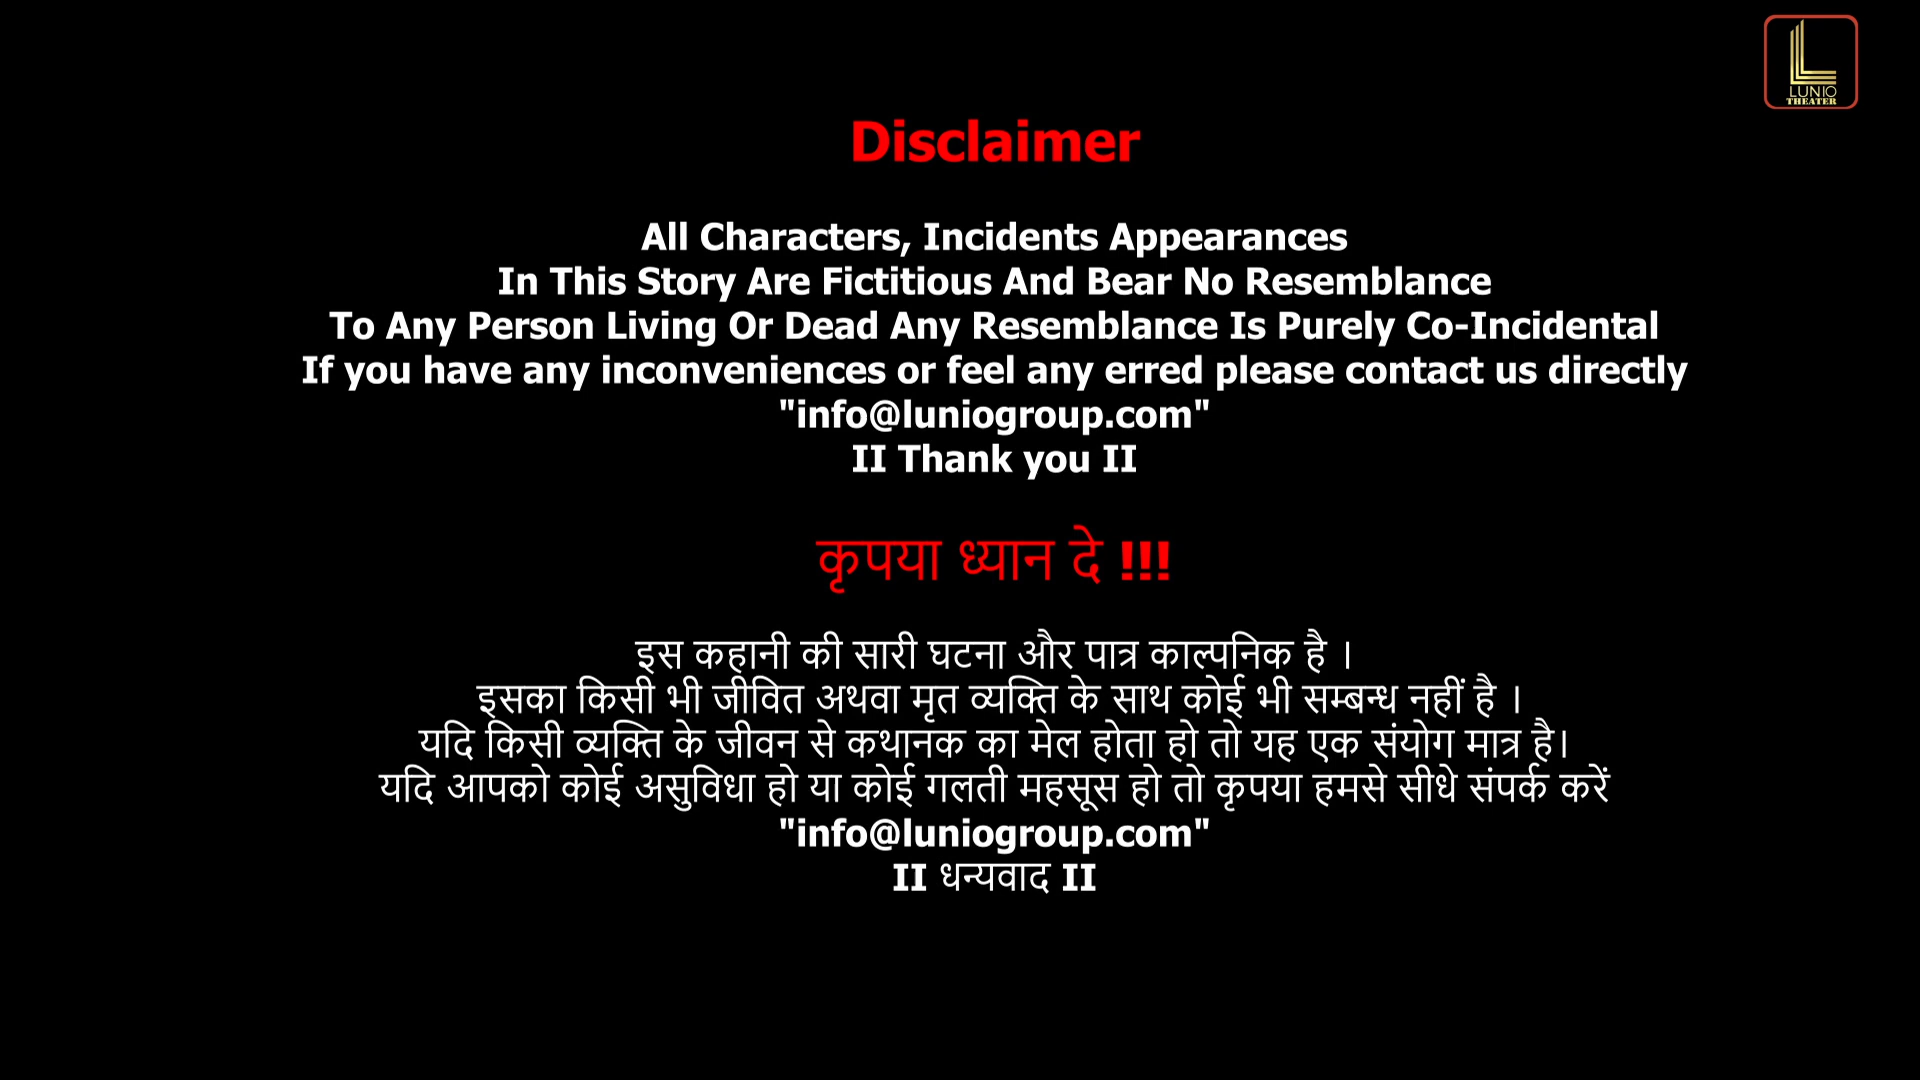 LUNIO
THEATER
Disclaimer
All Characters, Incidents Appearances
In This Story Are Fictitious And Bear No Resemblance
To Any Person Living Or Dead Any Resemblance Is Purely Co-Incidental
If you have any inconveniences or feel any erred please contact us directly
"info@luniogroup.com"
II Thank you II
कृपया ध्यान दे !!!
इस कहानी की सारी घटना और पात्र काल्पनिक है ।
इसका किसी भी जीवित अथवा मृत व्यक्ति के साथ कोई भी सम्बन्ध नहीं है ।
यदि किसी व्यक्ति के जीवन से कथानक का मेल होता हो तो यह एक संयोग मात्र है।
यदि आपको कोई असुविधा हो या कोई गलती महसूस हो तो कृपया हमसे सीधे संपर्क करें
"info@luniogroup.com"
II धन्यवाद II